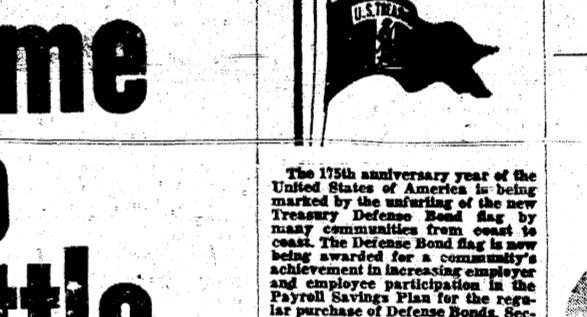 me
U.S. TREAS
The 175th anniversary year of the
United States of America is being
marked by the unfurling of the new
Treasury Defense Bond flag by
many communities from coast to
coast. The Defense Bond flag is now
being awarded for a community's
achievement in increasing employer
and employee participation in the
Payroll Savings Plan for the regu-
lar purchase of Defense Bonds. Sec-
ttle